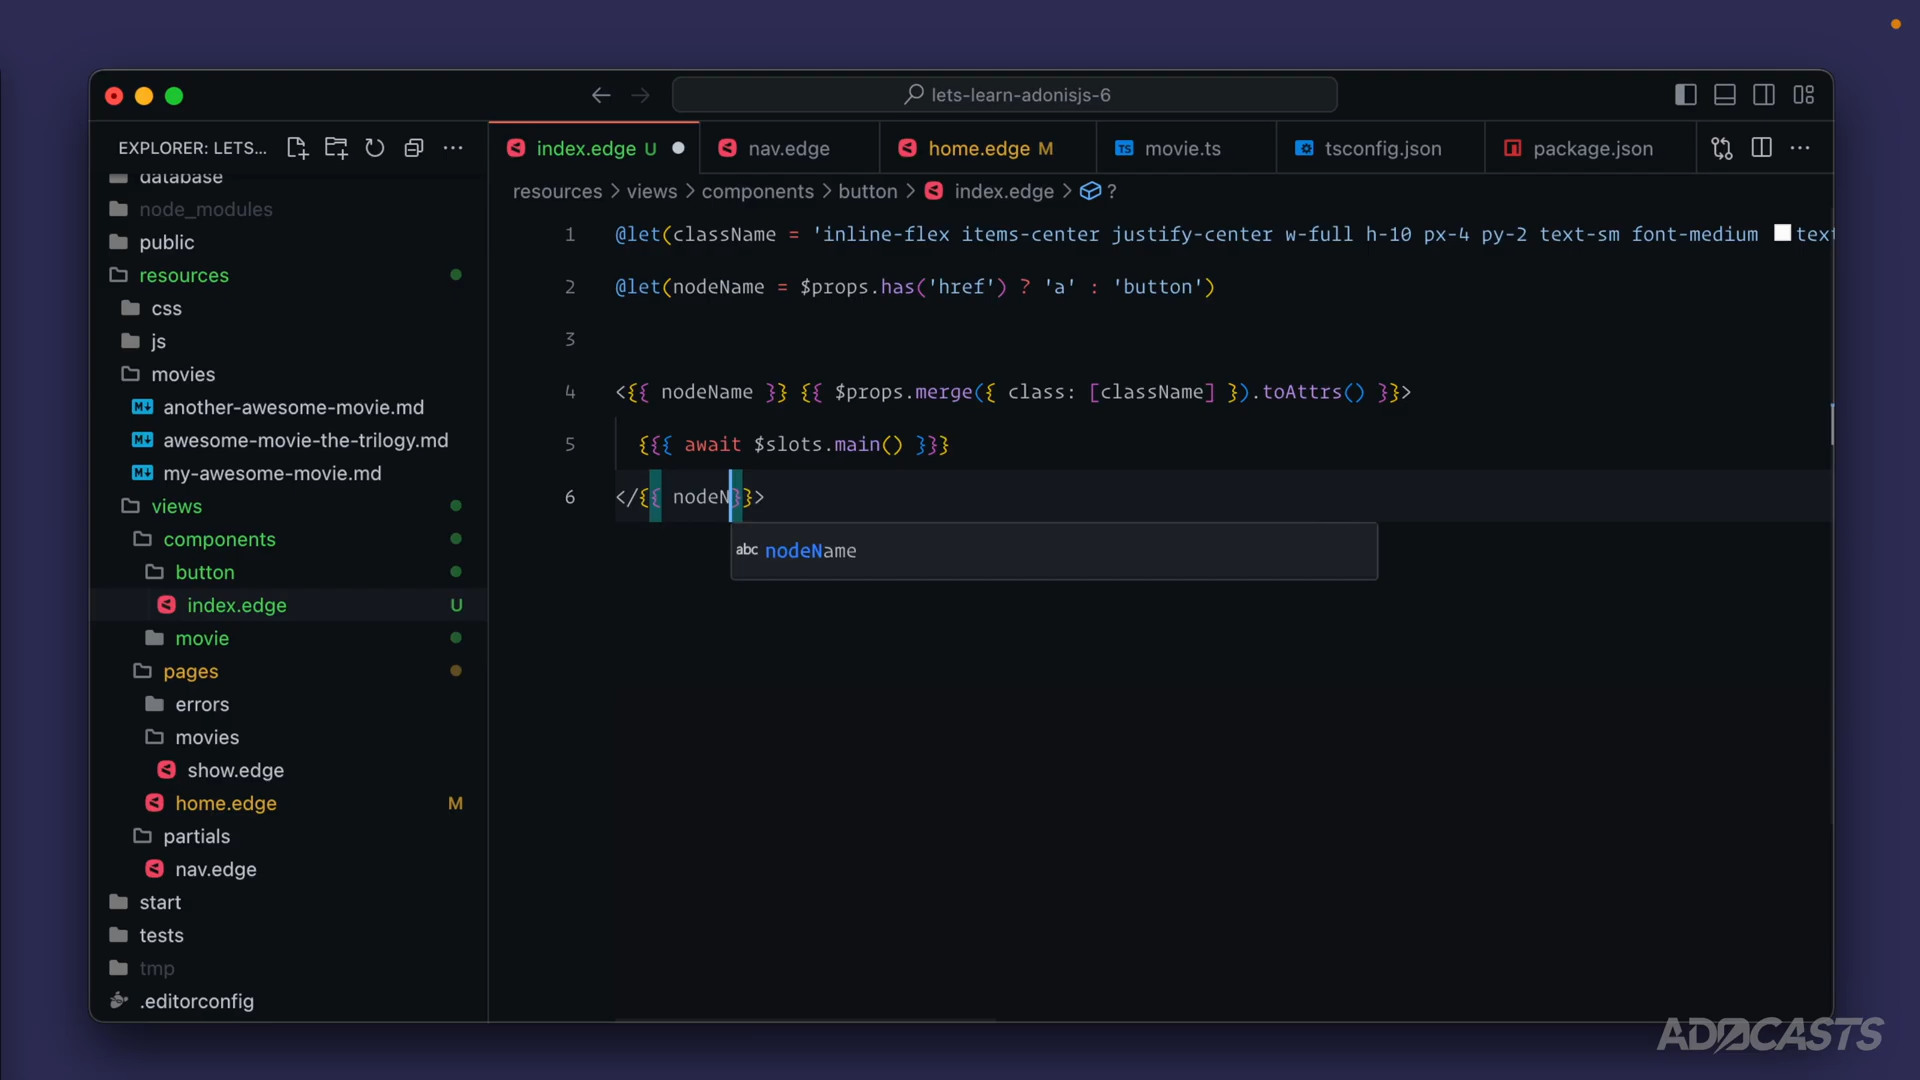 lets-learn-adonisjs-6
EXPLORER: LETS...
index.edge U
nav.edge
home.edge M
TS movie.ts
tsconfig.json
package.json
resources > views > components > button > index.edge > ?
database
node_modules
public
resources
css
js
movies
another-awesome-movie.md
awesome-movie-the-trilogy.md
my-awesome-movie.md
views
components
button
index.edge U
movie
pages
errors
movies
show.edge
home.edge M
partials
nav.edge
start
tests
tmp
.editorconfig
1 @let(className = 'inline-flex items-center justify-center w-full h-10 px-4 py-2 text-sm font-medium text
2 @let(nodeName = $props.has('href') ? 'a' : 'button')
3
4 <{{ nodeName }} {{ $props.merge({ class: [className] }).toAttrs() }}>
5 {{{ await $slots.main() }}}
6 </{{ nodeN}}>
abc nodeName
ADOCASTS